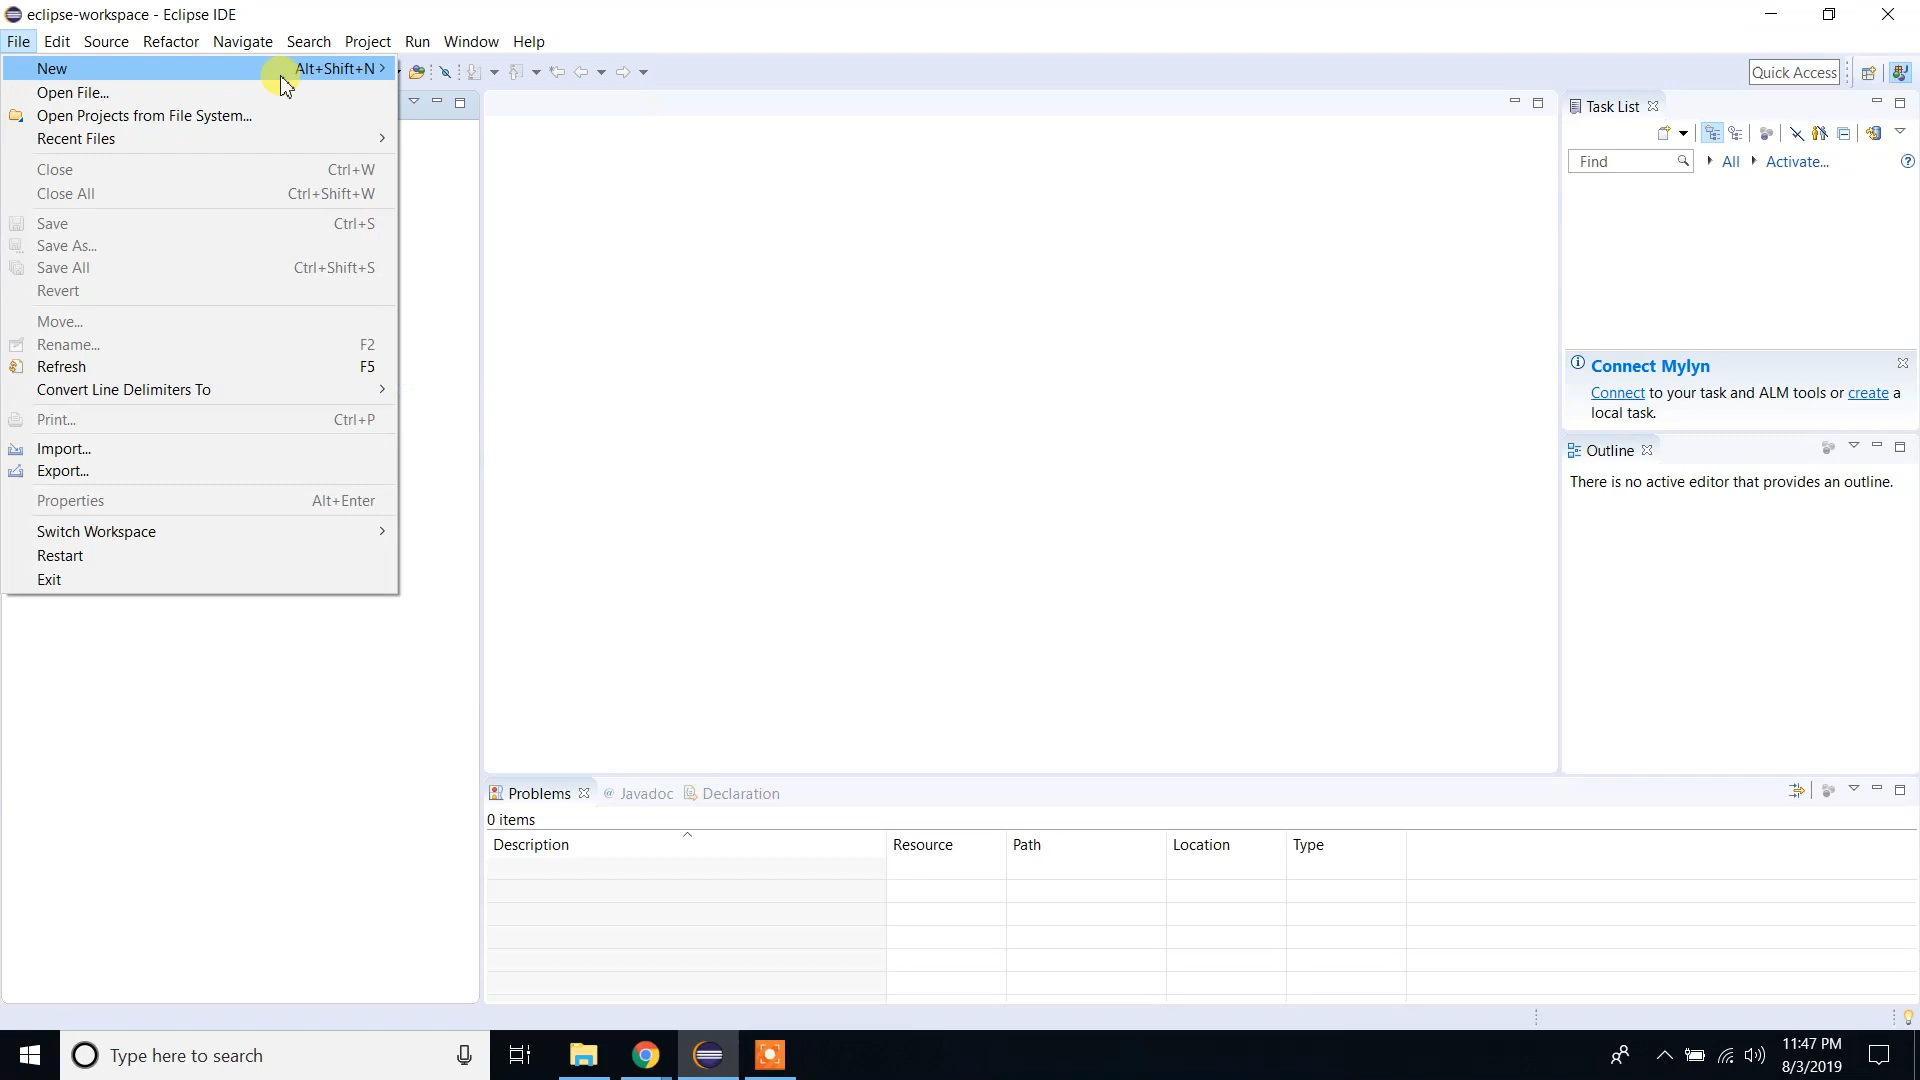 eclipse-workspace - Eclipse IDE
File Edit Source Refactor Navigate Search Project Run Window Help
New Alt+Shift+N
Open File...
Open Projects from File System...
Recent Files
Close Ctrl+W
Close All Ctrl+Shift+W
Save Ctrl+S
Save As...
Save All Ctrl+Shift+S
Revert
Move...
Rename... F2
Refresh F5
Convert Line Delimiters To
Print... Ctrl+P
Import...
Export...
Properties Alt+Enter
Switch Workspace
Restart
Exit
Quick Access
Task List
Find All Activate...
Connect Mylyn
Connect to your task and ALM tools or create a
local task.
Outline
There is no active editor that provides an outline.
Problems @ Javadoc Declaration
0 items
Description Resource Path Location Type
Type here to search
11:47 PM
8/3/2019